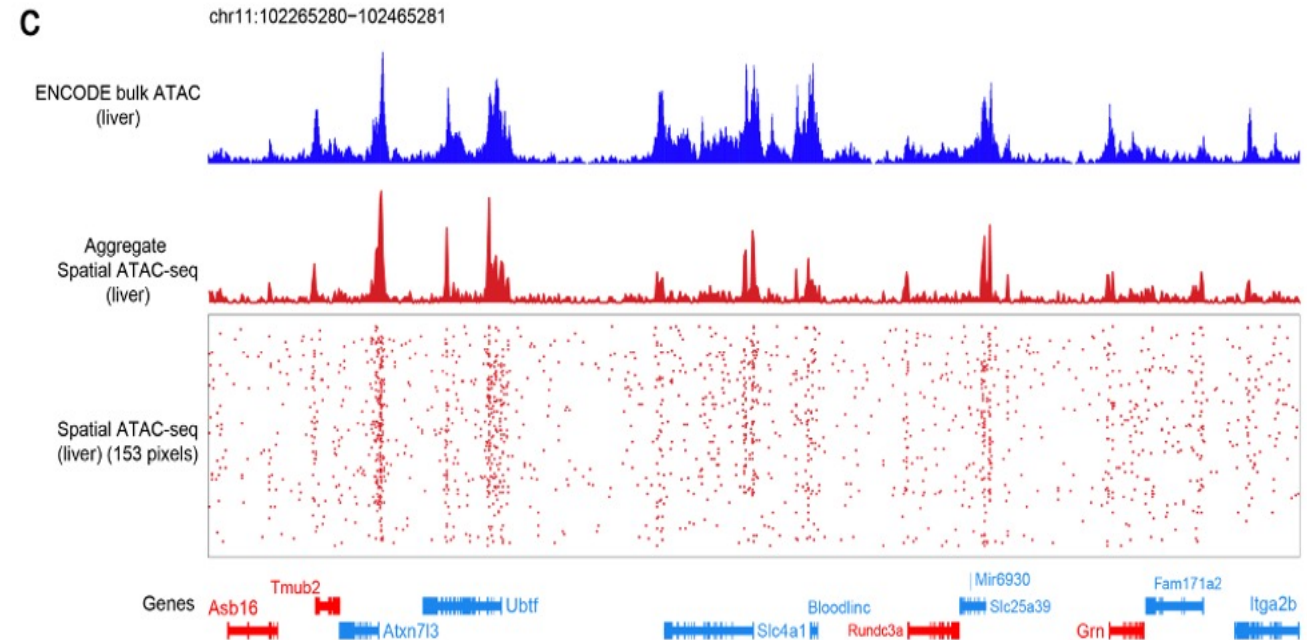 C
chr11:102265280−102465281
ENCODE bulk ATAC
(liver)
Aggregate
Spatial ATAC-seq
(liver)
Spatial ATAC-seq
(liver) (153 pixels)
Genes
Asb16
Tmub2
Atxn7l3
Ubtf
Slc4a1
Bloodlinc
Rundc3a
Mir6930
Slc25a39
Grn
Fam171a2
Itga2b